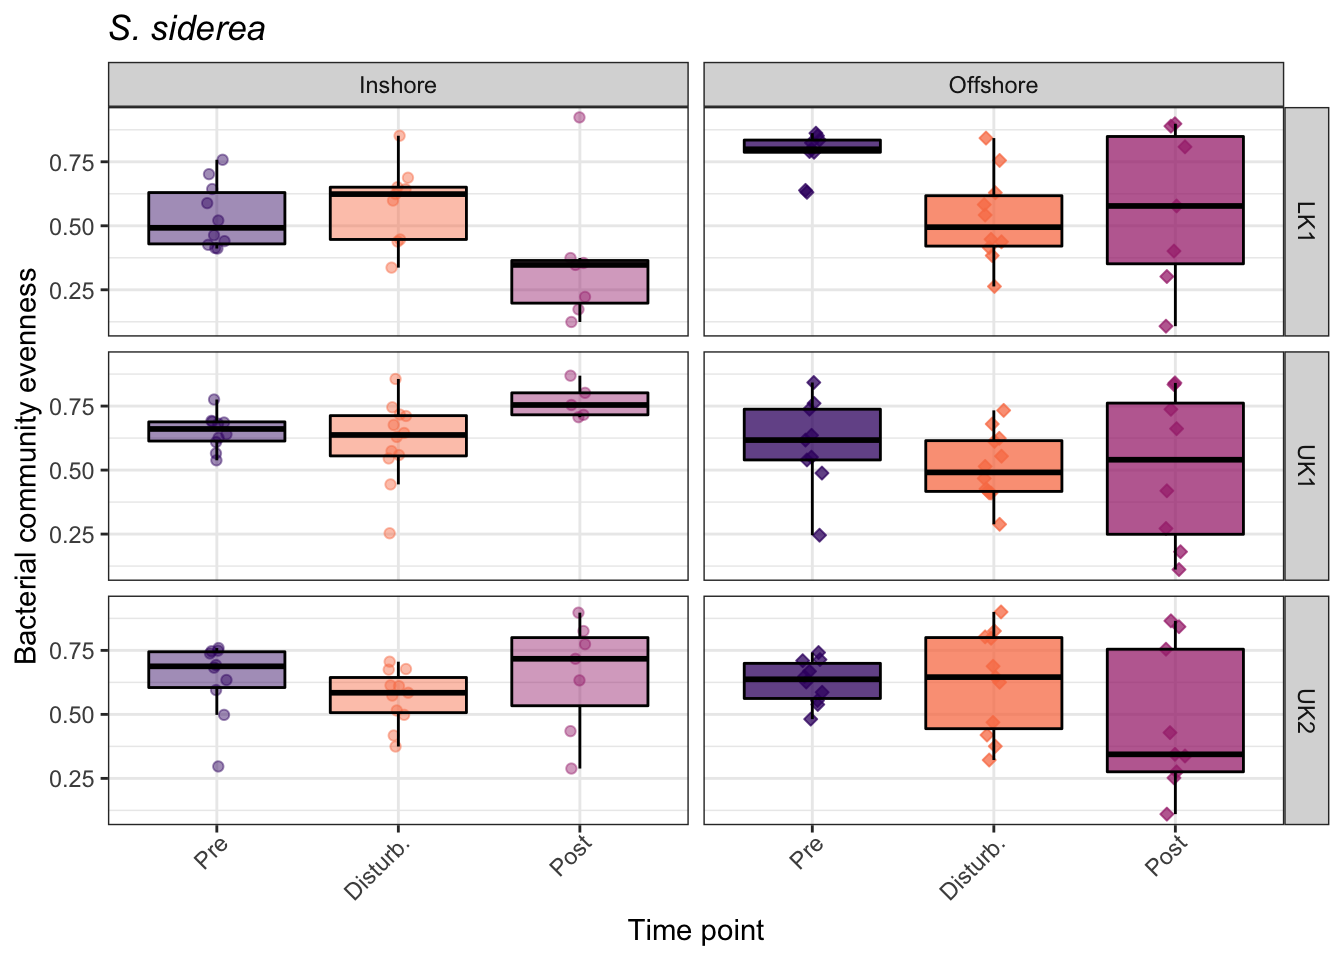 S. siderea
Inshore
Offshore
0.75
0.50
0.25
LK1
0.75
0.50
0.25
UK1
0.75
0.50
0.25
UK2
Bacterial community evenness
Pre
Disturb.
Post
Pre
Disturb.
Post
Time point